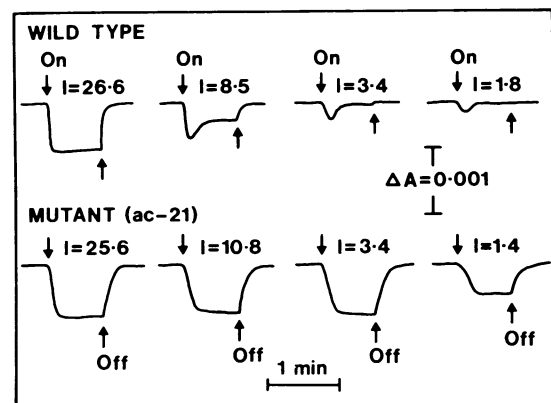 WILD TYPE
On On On On
↓ I=26·6 ↓ I=8·5 ↓ I=3·4 ↓ I=1·8
↑ ↑ ↑ ↑
ΔA=0·001
MUTANT (ac-21)
↓ I=25·6 ↓ I=10·8 ↓ I=3·4 ↓ I=1·4
↑ ↑ ↑ ↑
Off Off Off Off
1 min